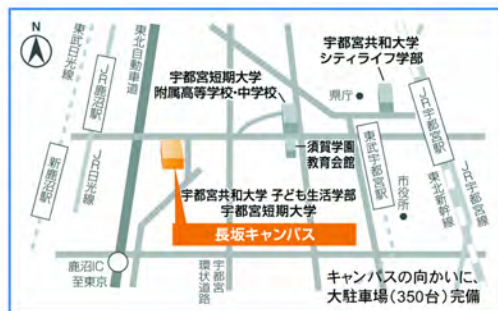 N
東武日光線
JR鹿沼駅
東北自動車道
新鹿沼駅
JR日光線
宇都宮短期大学
附属高等学校・中学校
宇都宮共和大学
シティライフ学部
県庁
須賀学園
教育会館
東武宇都宮駅
JR宇都宮駅
市役所
東北新幹線
JR宇都宮線
宇都宮共和大学 子ども生活学部
宇都宮短期大学
長坂キャンパス
鹿沼IC
至東京
宇都宮
環状道路
キャンパスの向かいに、
大駐車場(350台)完備